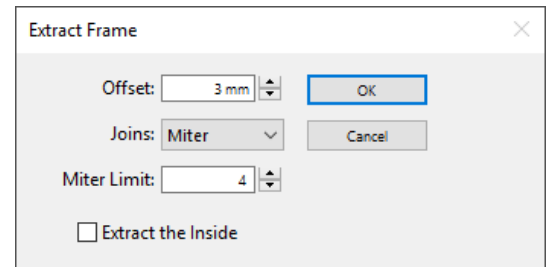 Extract Frame
Offset: 3 mm OK
Joins: Miter Cancel
Miter Limit: 4
Extract the Inside